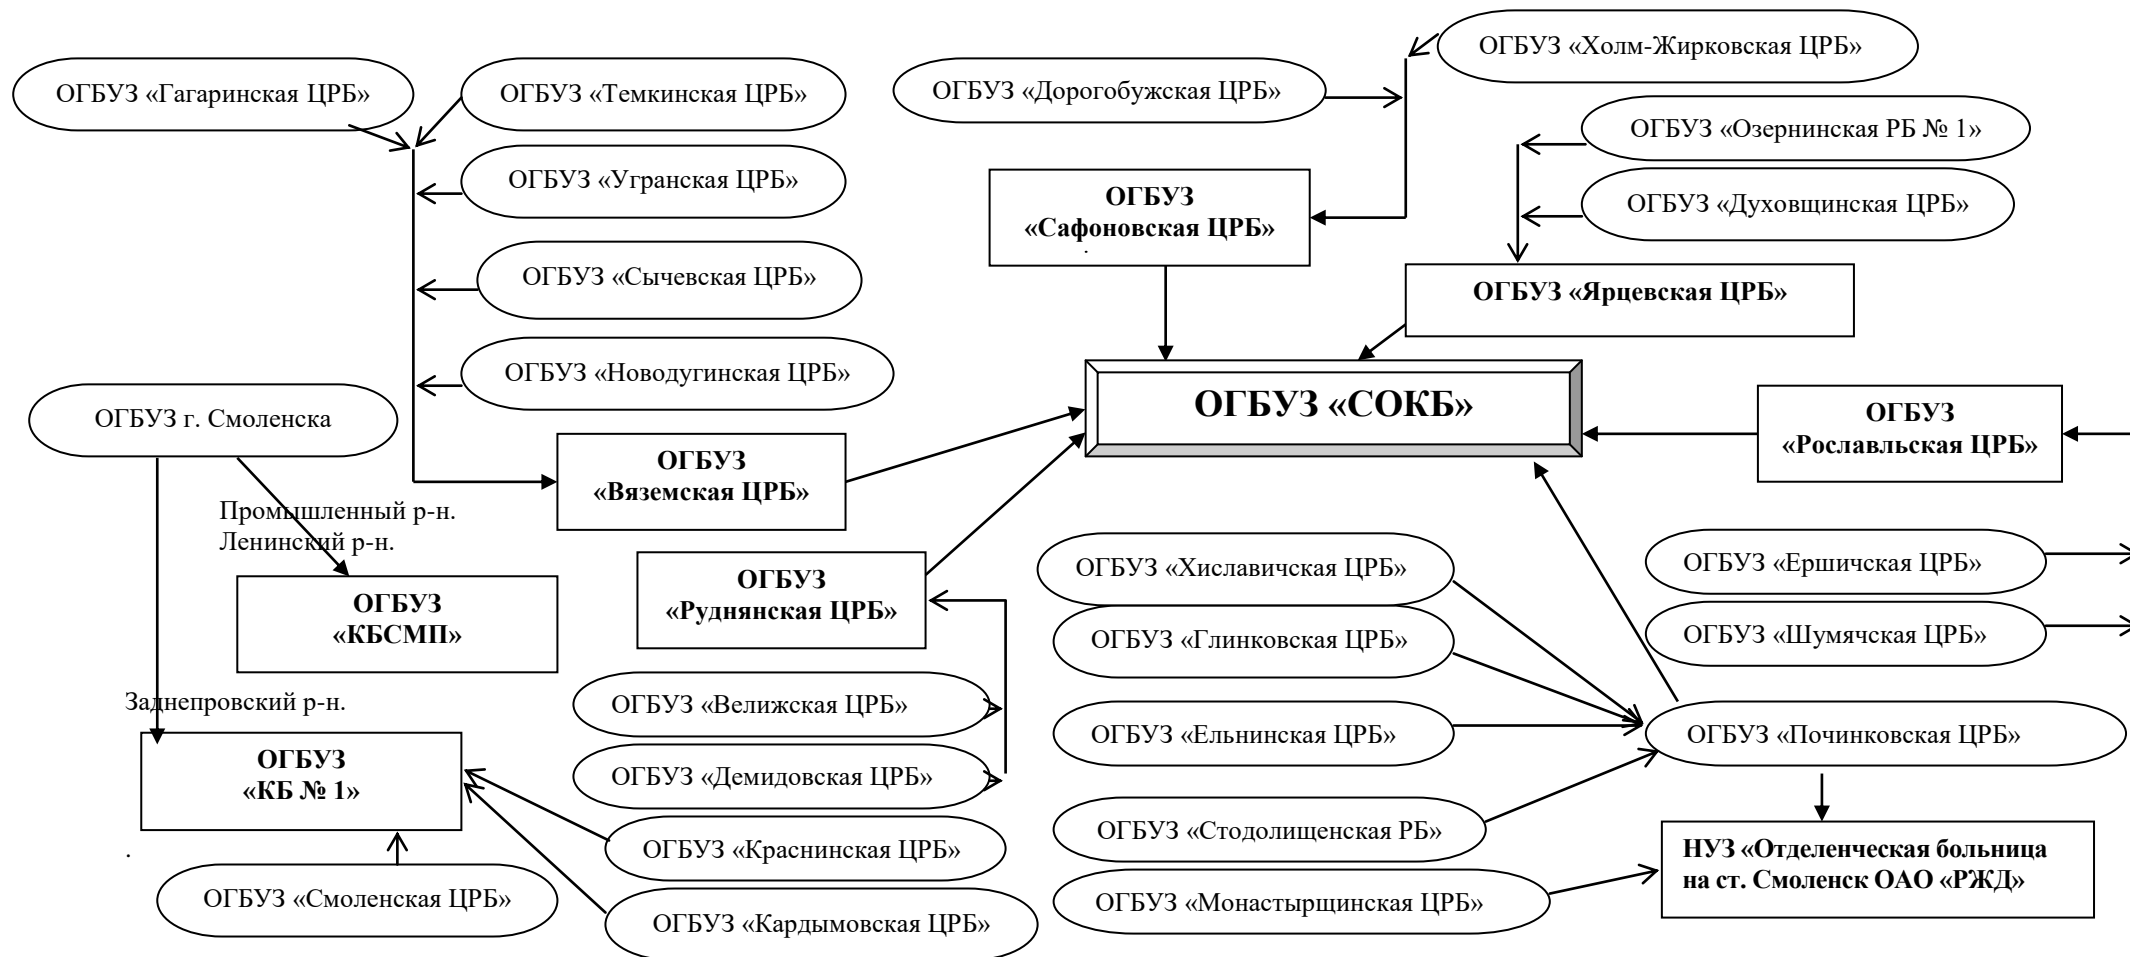 ОГБУЗ «Холм-Жирковская ЦРБ»
ОГБУЗ «Гагаринская ЦРБ»
ОГБУЗ «Темкинская ЦРБ»
ОГБУЗ «Дорогобужская ЦРБ»
ОГБУЗ «Озернинская РБ № 1»
ОГБУЗ «Угранская ЦРБ»
ОГБУЗ
«Сафоновская ЦРБ»
.
ОГБУЗ «Духовщинская ЦРБ»
ОГБУЗ «Сычевская ЦРБ»
ОГБУЗ «Ярцевская ЦРБ»
ОГБУЗ «Новодугинская ЦРБ»
ОГБУЗ г. Смоленска
ОГБУЗ «СОКБ»
ОГБУЗ
«Рославльская ЦРБ»
ОГБУЗ
«Вяземская ЦРБ»
Промышленный р-н.
Ленинский р-н.
ОГБУЗ
«КБСМП»
ОГБУЗ
«Руднянская ЦРБ»
ОГБУЗ «Хиславичская ЦРБ»
ОГБУЗ «Ершичская ЦРБ»
ОГБУЗ «Глинковская ЦРБ»
ОГБУЗ «Шумячская ЦРБ»
Заднепровский р-н.
ОГБУЗ «Велижская ЦРБ»
ОГБУЗ «Ельнинская ЦРБ»
ОГБУЗ «Починковская ЦРБ»
ОГБУЗ
«КБ № 1»
.
ОГБУЗ «Демидовская ЦРБ»
ОГБУЗ «Стодолищенская РБ»
ОГБУЗ «Краснинская ЦРБ»
НУЗ «Отделенческая больница
на ст. Смоленск ОАО «РЖД»
ОГБУЗ «Смоленская ЦРБ»
ОГБУЗ «Монастырщинская ЦРБ»
ОГБУЗ «Кардымовская ЦРБ»